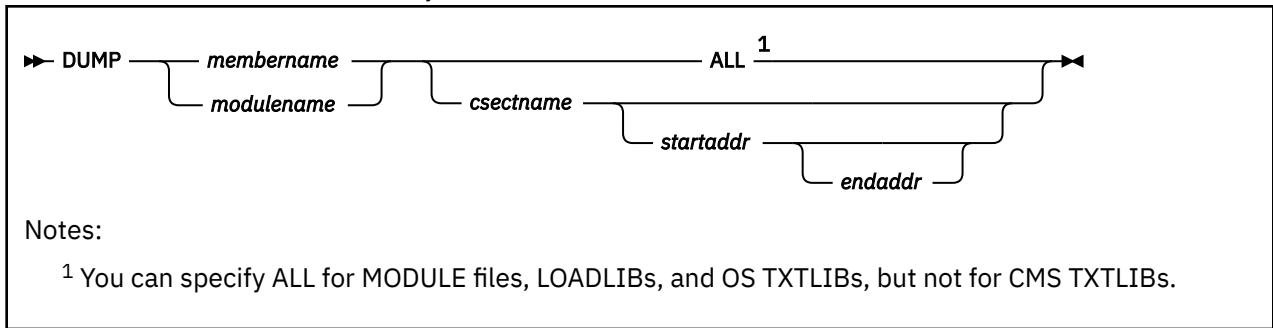 DUMP membername ALL 1
modulename csectname
startaddr
endaddr
Notes:
1 You can specify ALL for MODULE files, LOADLIBs, and OS TXTLIBs, but not for CMS TXTLIBs.